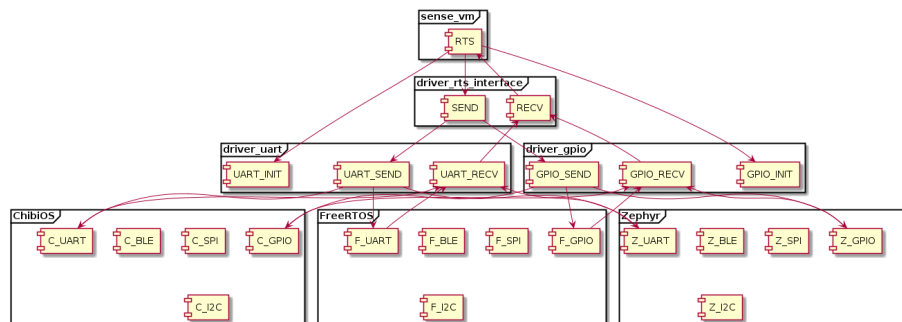 sense_vm
RTS
driver_rts_interface
SEND
RECV
driver_uart
driver_gpio
UART_INIT
UART_SEND
UART_RECV
GPIO_SEND
GPIO_RECV
GPIO_INIT
ChibiOS
FreeRTOS
Zephyr
C_UART
C_BLE
C_SPI
C_GPIO
F_UART
F_BLE
F_SPI
F_GPIO
Z_UART
Z_BLE
Z_SPI
Z_GPIO
C_I2C
F_I2C
Z_I2C